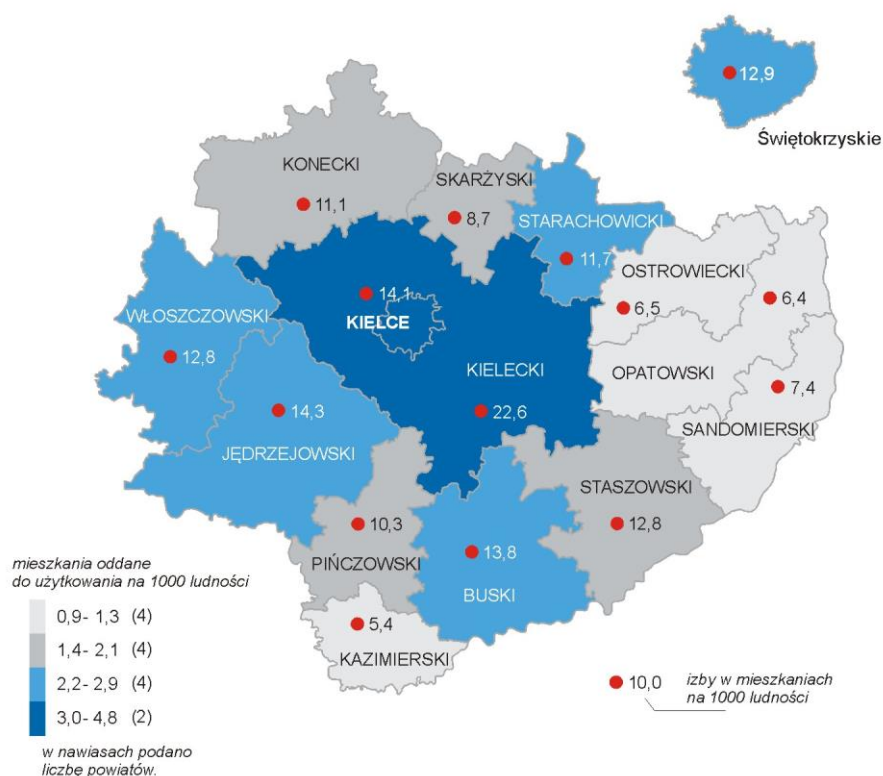 12,9
Świętokrzyskie
KONECKI
11,1
SKARŻYSKI
8,7
STARACHOWICKI
11,7
OSTROWIECKI
6,5
6,4
14,1
KIELCE
WŁOSZCZOWSKI
12,8
KIELECKI
22,6
OPATOWSKI
7,4
SANDOMIERSKI
14,3
JĘDRZEJOWSKI
STASZOWSKI
12,8
10,3
PIŃCZOWSKI
13,8
BUSKI
5,4
KAZIMIERSKI
mieszkania oddane
do użytkowania na 1000 ludności
0,9- 1,3 (4)
1,4- 2,1 (4)
2,2- 2,9 (4)
3,0- 4,8 (2)
w nawiasach podano
liczbę powiatów.
10,0
izby w mieszkaniach
na 1000 ludności